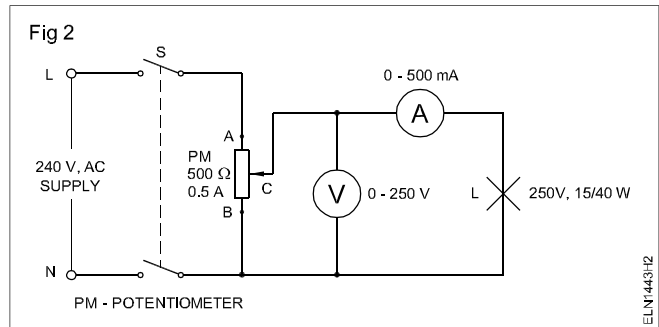 Fig 2
S
L
0 - 500 mA
A
A
PM
500 Ω
0.5 A
C
B
240 V, AC
SUPPLY
V
0 - 250 V
L
250V, 15/40 W
N
PM - POTENTIOMETER
ELN1443H2